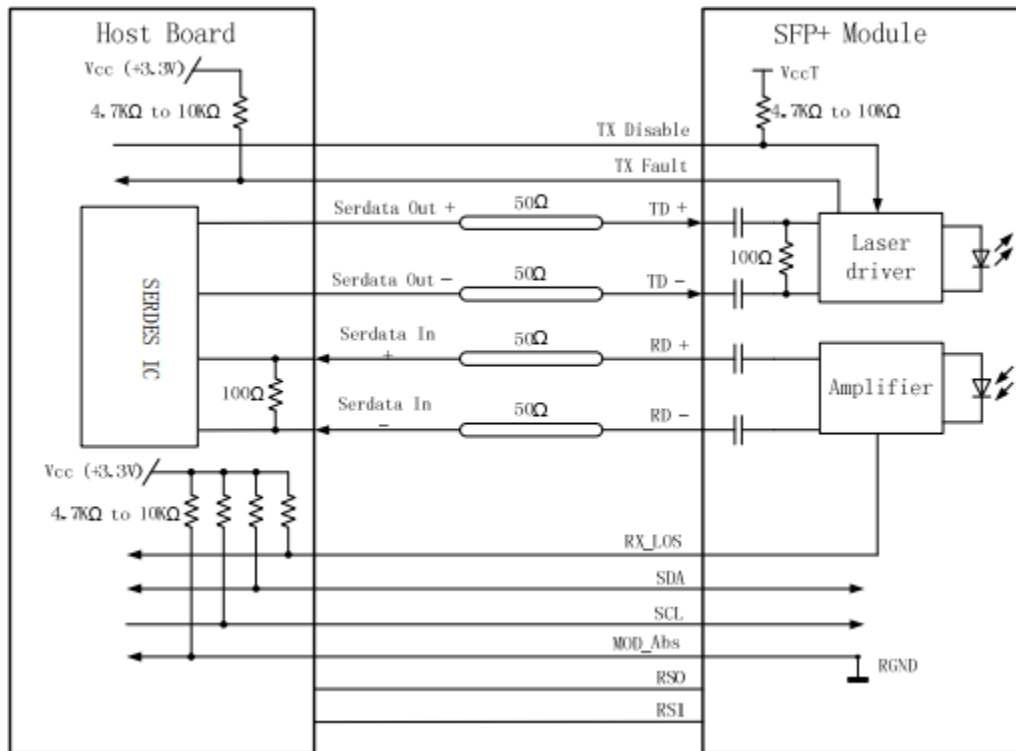 Host Board
SFP+ Module
Vcc (+3.3V)
VccT
4.7KΩ to 10KΩ
4.7KΩ to 10KΩ
TX Disable
TX Fault
Serdata Out +
50Ω
TD +
Laser
driver
100Ω
Serdata Out −
50Ω
TD −
SERDES IC
Serdata In
+
50Ω
RD +
100Ω
Amplifier
Serdata In
−
50Ω
RD −
Vcc (+3.3V)
4.7KΩ to 10KΩ
RX_LOS
SDA
SCL
MOD_Abs
RGND
RS0
RS1